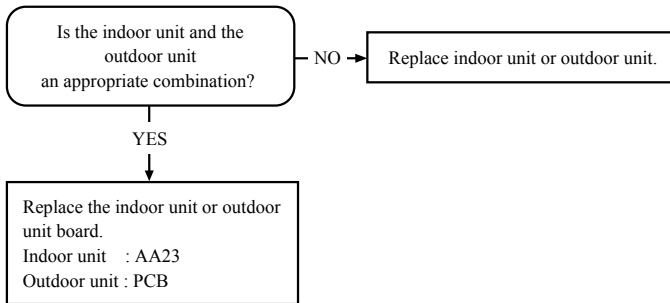 Is the indoor unit and the
outdoor unit
an appropriate combination?
NO
Replace indoor unit or outdoor unit.
YES
Replace the indoor unit or outdoor
unit board.
Indoor unit : AA23
Outdoor unit : PCB